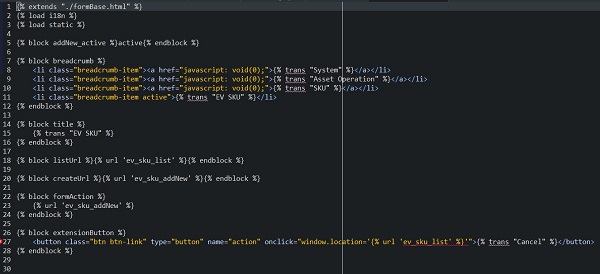 1 {% extends "./formBase.html" %}
2 {% load i18n %}
3 {% load static %}
4
5 {% block addNew_active %}active{% endblock %}
6
7 {% block breadcrumb %}
8 <li class="breadcrumb-item"><a href="javascript: void(0);">{% trans "System" %}</a></li>
9 <li class="breadcrumb-item"><a href="javascript: void(0);">{% trans "Asset Operation" %}</a></li>
10 <li class="breadcrumb-item"><a href="javascript: void(0);">{% trans "SKU" %}</a></li>
11 <li class="breadcrumb-item active">{% trans "EV SKU" %}</li>
12 {% endblock %}
13
14 {% block title %}
15 {% trans "EV SKU" %}
16 {% endblock %}
17
18 {% block listUrl %}{% url 'ev_sku_list' %}{% endblock %}
19
20 {% block createUrl %}{% url 'ev_sku_addNew' %}{% endblock %}
21
22 {% block formAction %}
23 {% url 'ev_sku_addNew' %}
24 {% endblock %}
25
26 {% block extensionButton %}
27 <button class="btn btn-link" type="button" name="action" onclick="window.location='{% url 'ev_sku_list' %}'">{% trans "Cancel" %}</button>
28 {% endblock %}
29
30